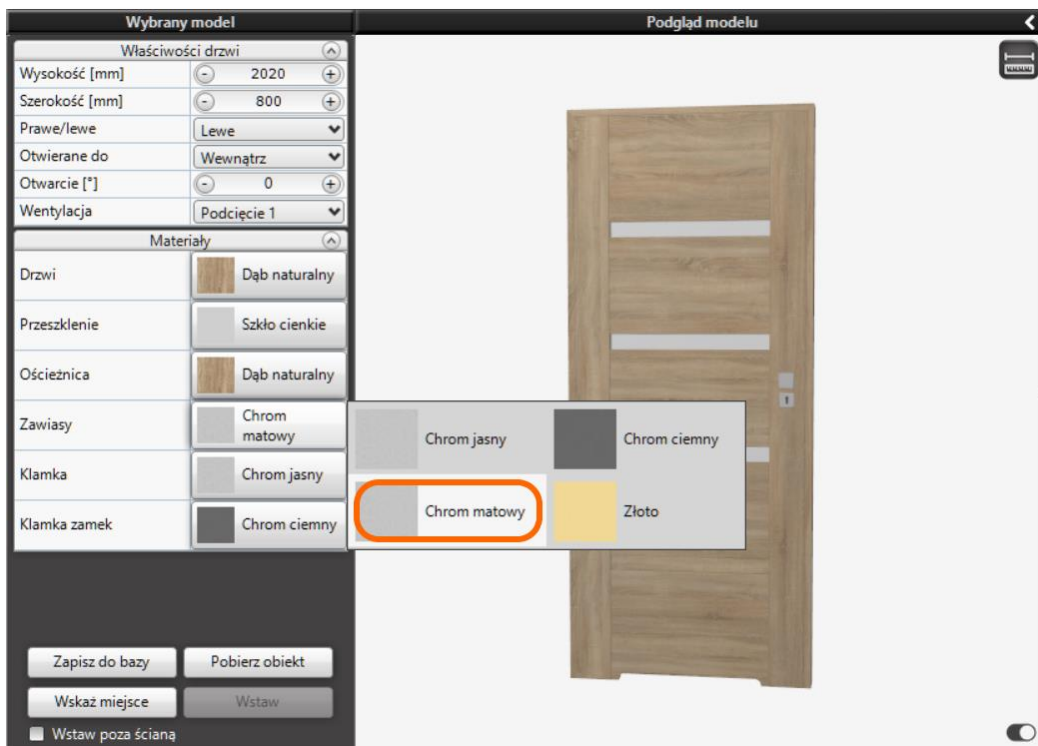 Wybrany model
Podgląd modelu
Właściwości drzwi
Wysokość [mm] - 2020 +
Szerokość [mm] - 800 +
Prawe/lewe Lewe
Otwierane do Wewnątrz
Otwarcie [°] - 0 +
Wentylacja Podcięcie 1
Materiały
Drzwi Dąb naturalny
Przeszklenie Szkło cienkie
Ościeżnica Dąb naturalny
Zawiasy Chrom
matowy
Chrom jasny Chrom ciemny
Klamka Chrom jasny
Chrom matowy Złoto
Klamka zamek Chrom ciemny
Zapisz do bazy Pobierz obiekt
Wskaż miejsce Wstaw
Wstaw poza ścianą